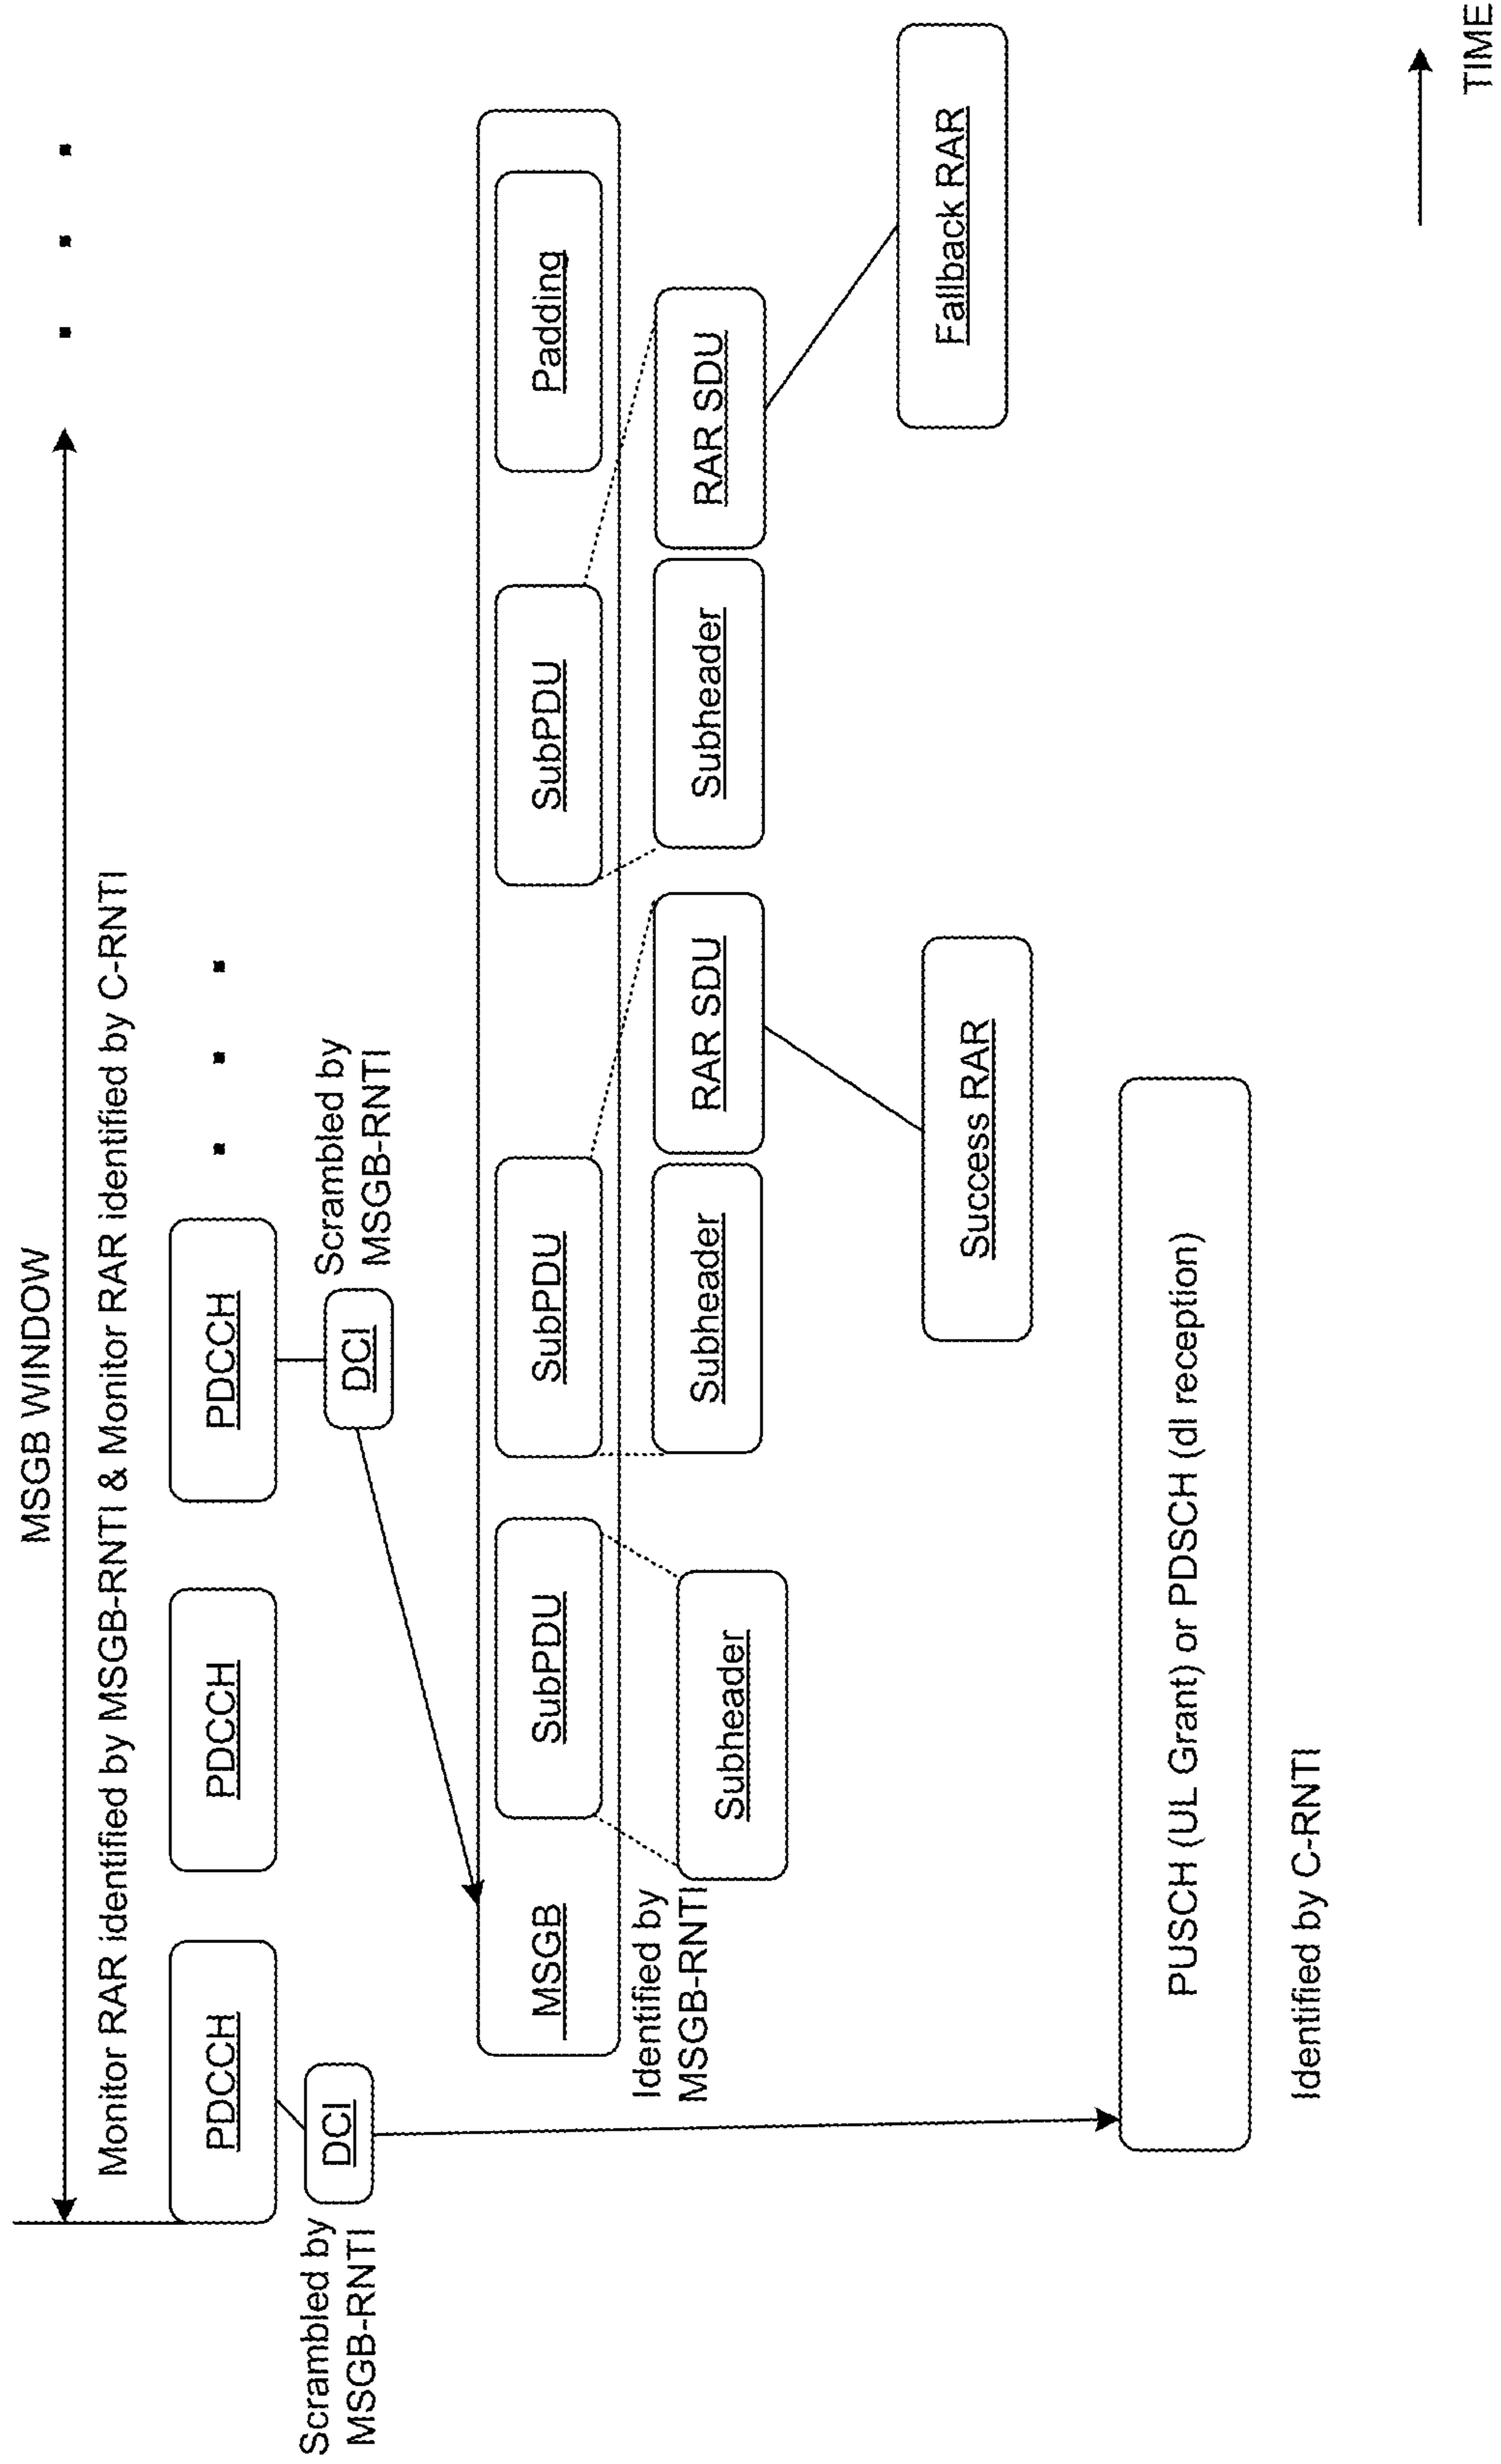 MSGB WINDOW
Monitor RAR identified by MSGB-RNTI & Monitor RAR identified by C-RNTI
PDCCH
PDCCH
PDCCH
DCI
Scrambled by
MSGB-RNTI
DCI
Scrambled by
MSGB-RNTI
MSGB
SubPDU
SubPDU
SubPDU
Padding
Identified by
MSGB-RNTI
Subheader
Subheader
RAR SDU
Subheader
RAR SDU
Success RAR
Fallback RAR
PUSCH (UL Grant) or PDSCH (dl reception)
Identified by C-RNTI
TIME